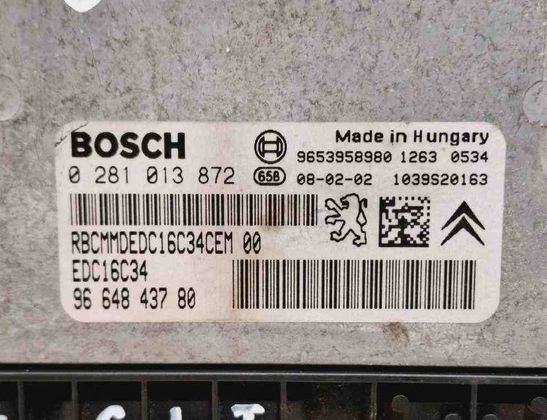 BOSCH
Made in Hungary
9653958980 1263 0534
0 281 013 872
658
08-02-02 1039S20163
RBCMMDEDC16C34CEM 00
EDC16C34
96 648 437 80